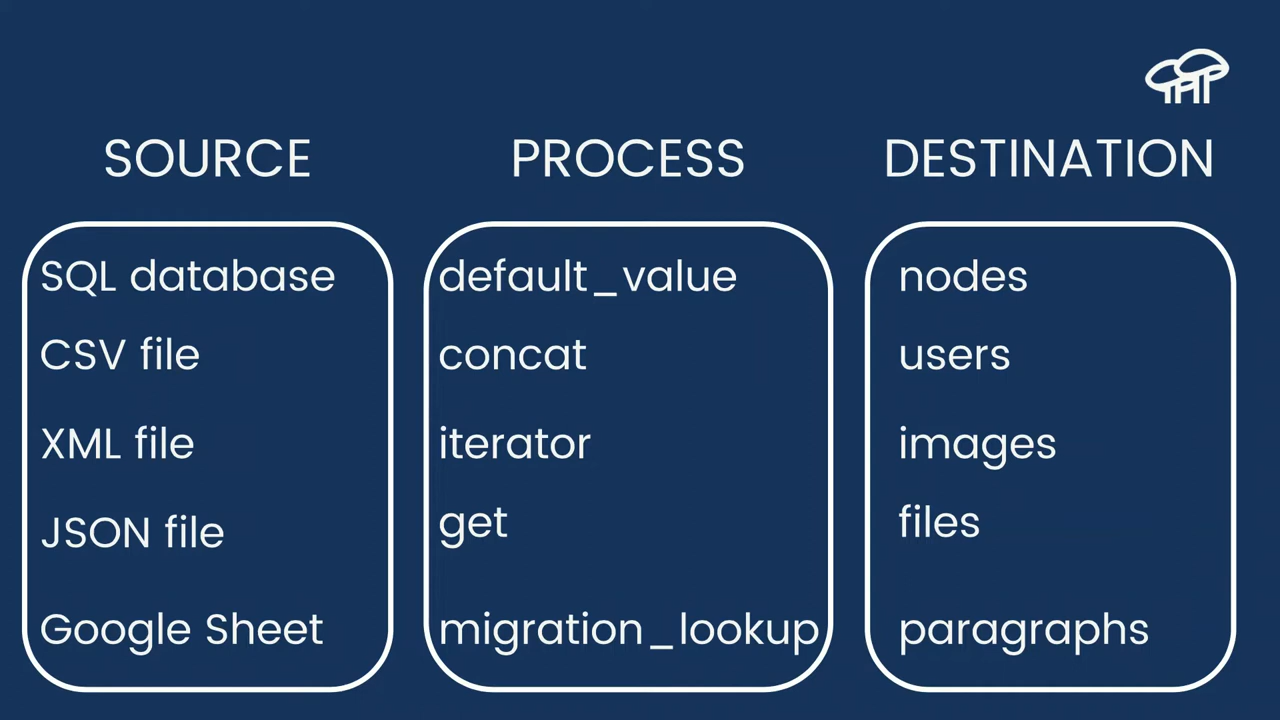 SOURCE
SQL database
CSV file
XML file
JSON file
Google Sheet
PROCESS
default_value
concat
iterator
get
migration_lookup
DESTINATION
nodes
users
images
files
paragraphs